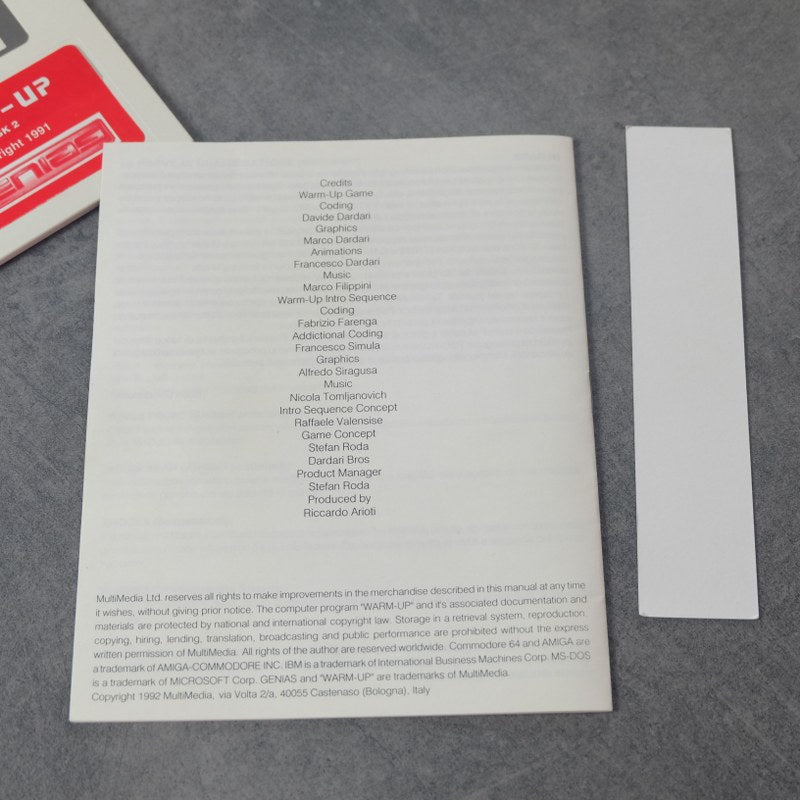 -UP
SK 2
right 1991
Credits
Warm-Up Game
Coding
Davide Dardari
Graphics
Marco Dardari
Animations
Francesco Dardari
Music
Marco Filippini
Warm-Up Intro Sequence
Coding
Fabrizio Farenga
Addictional Coding
Francesco Simula
Graphics
Alfredo Siragusa
Music
Nicola Tomljanovich
Intro Sequence Concept
Raffaele Valensise
Game Concept
Stefan Roda
Dardari Bros
Product Manager
Stefan Roda
Produced by
Riccardo Arioti
MultiMedia Ltd. reserves all rights to make improvements in the merchandise described in this manual at any time
it wishes, without giving prior notice. The computer program "WARM-UP" and it's associated documentation and
materials are protected by national and international copyright law. Storage in a retrieval system, reproduction,
copying, hiring, lending, translation, broadcasting and public performance are prohibited without the express
written permission of MultiMedia. All rights of the author are reserved worldwide. Commodore 64 and AMIGA are
a trademark of AMIGA-COMMODORE INC. IBM is a trademark of International Business Machines Corp. MS-DOS
is a trademark of MICROSOFT Corp. GENIAS and "WARM-UP" are trademarks of MultiMedia.
Copyright 1992 MultiMedia, via Volta 2/a, 40055 Castenaso (Bologna), Italy